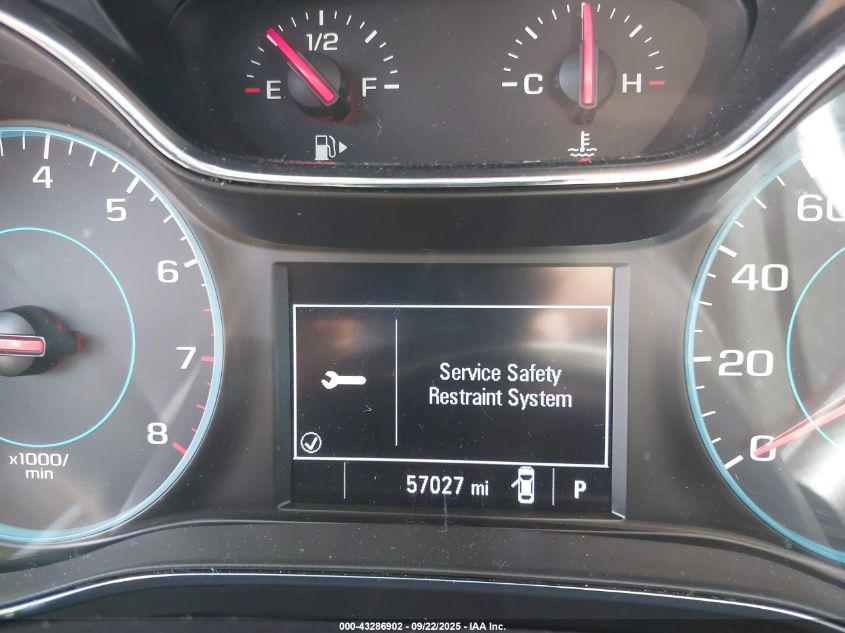 1/2
E F
C H
4
5
6
7
8
x1000/
min
60
40
20
0
Service Safety
Restraint System
57027 mi
P
000-43286902 - 09/22/2025 - IAA Inc.